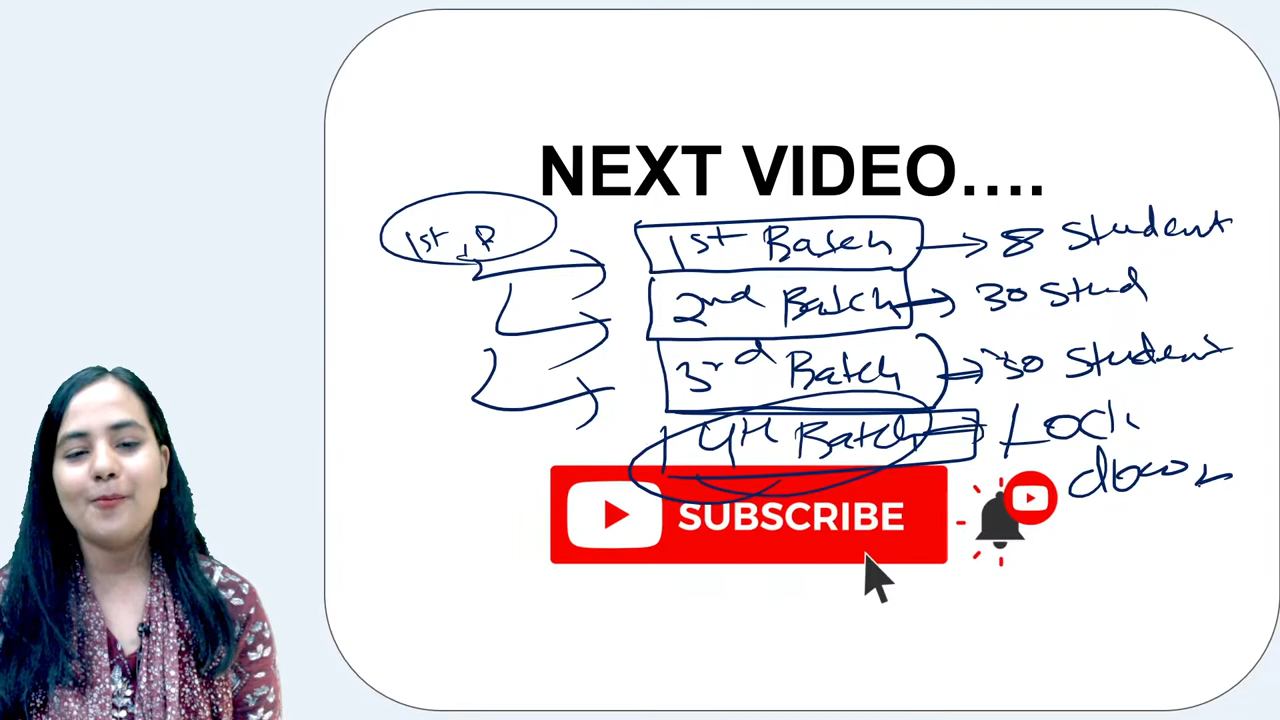 NEXT VIDEO....
1st
1st Batch → 8 Student
2nd Batch → 30 Stud
3rd Batch → 30 Student
4th Batch → Lock
down
SUBSCRIBE